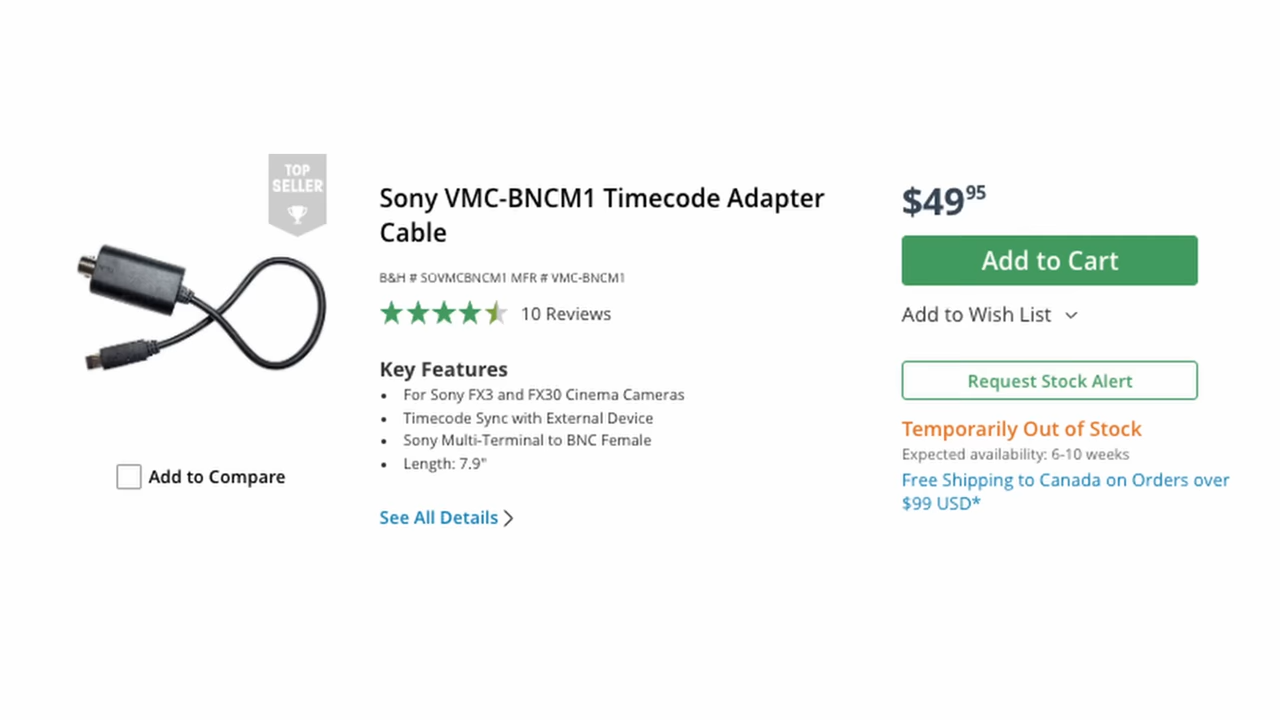 TOP
SELLER
Sony VMC-BNCM1 Timecode Adapter
Cable
B&H # SOVMCBNCM1 MFR # VMC-BNCM1
10 Reviews
Key Features
• For Sony FX3 and FX30 Cinema Cameras
• Timecode Sync with External Device
• Sony Multi-Terminal to BNC Female
• Length: 7.9"
See All Details
Add to Compare
$49.95
Add to Cart
Add to Wish List
Request Stock Alert
Temporarily Out of Stock
Expected availability: 6-10 weeks
Free Shipping to Canada on Orders over
$99 USD*